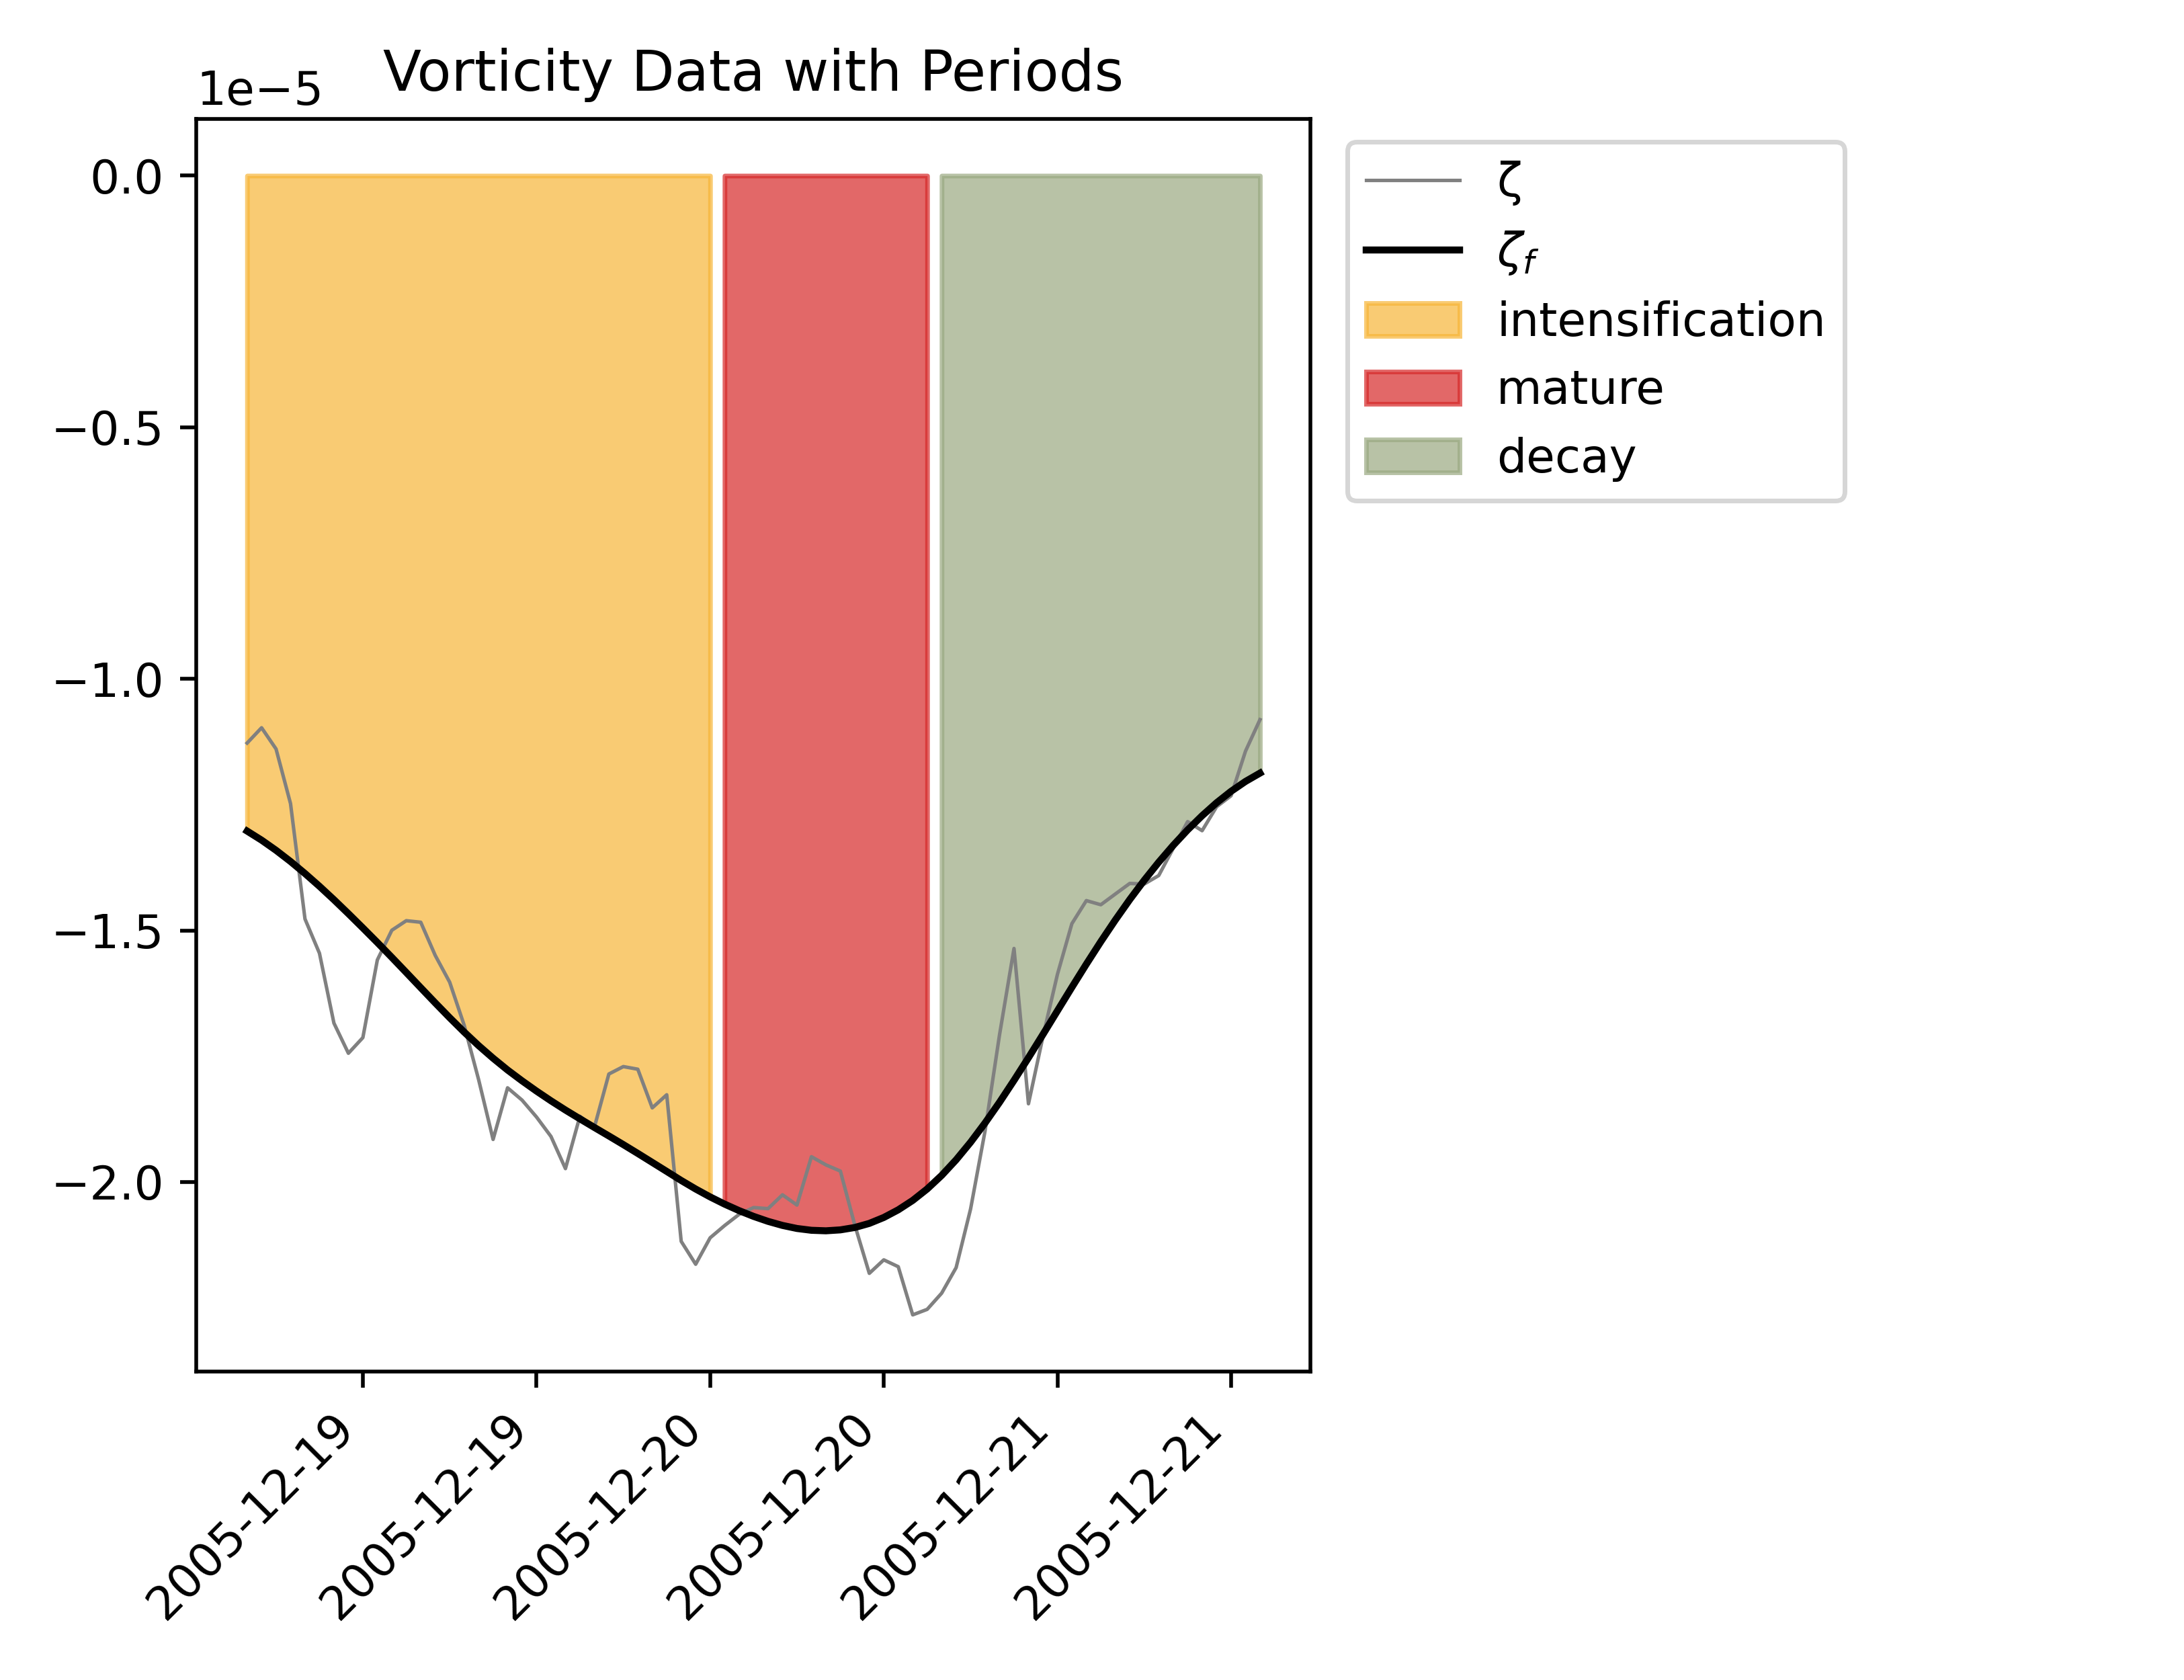 Vorticity Data with Periods
1e−5
0.0
−0.5
−1.0
−1.5
−2.0
2005-12-19
2005-12-19
2005-12-20
2005-12-20
2005-12-21
2005-12-21
ζ
ζf
intensification
mature
decay